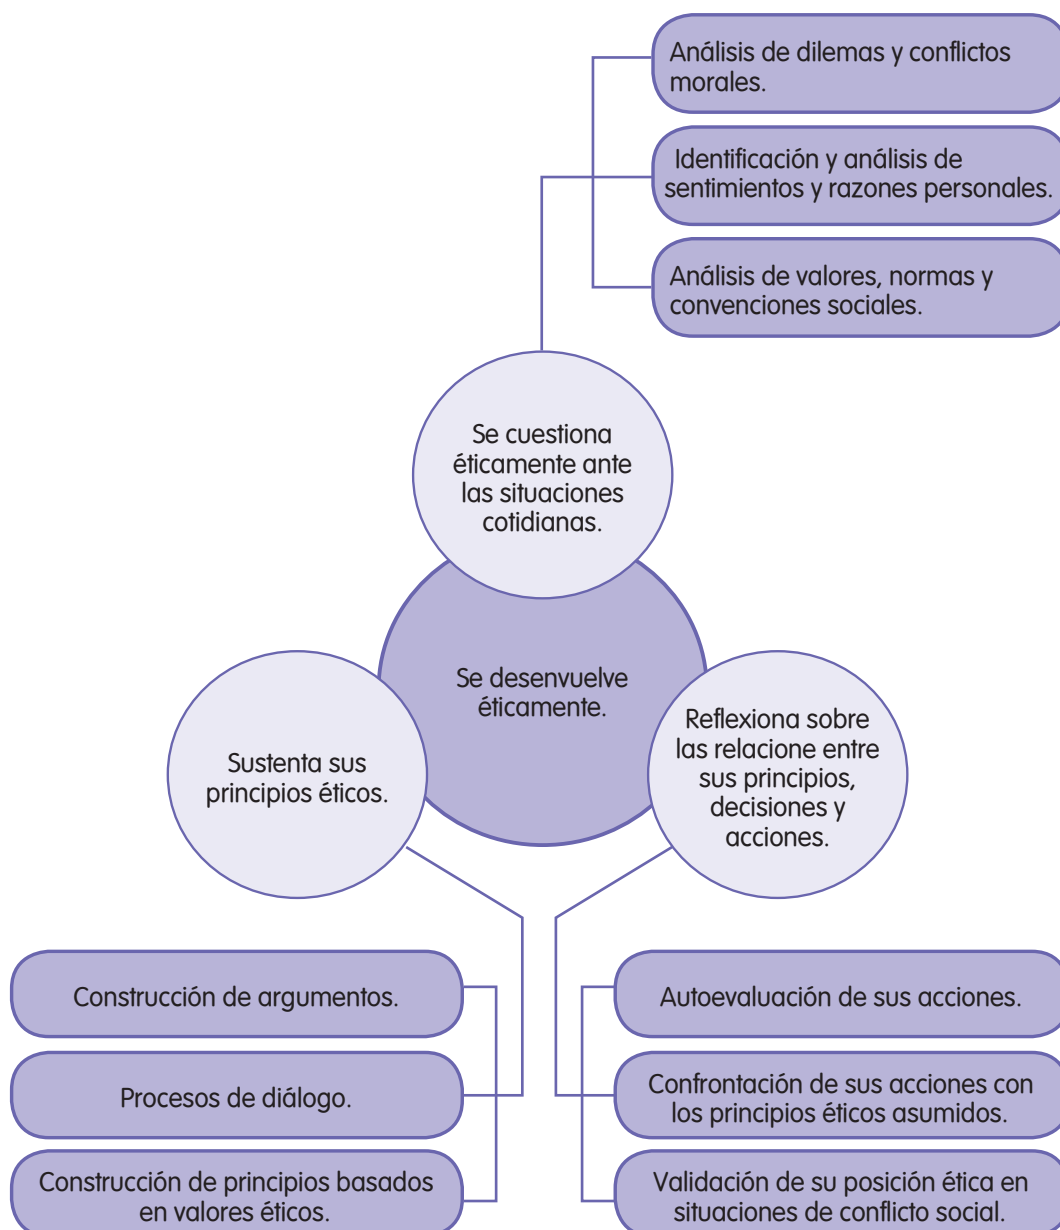 Análisis de dilemas y conflictos
morales.
Identificación y análisis de
sentimientos y razones personales.
Análisis de valores, normas y
convenciones sociales.
Se cuestiona
éticamente ante
las situaciones
cotidianas.
Se desenvuelve
éticamente.
Sustenta sus
principios éticos.
Reflexiona sobre
las relacione entre
sus principios,
decisiones y
acciones.
Construcción de argumentos.
Procesos de diálogo.
Construcción de principios basados
en valores éticos.
Autoevaluación de sus acciones.
Confrontación de sus acciones con
los principios éticos asumidos.
Validación de su posición ética en
situaciones de conflicto social.